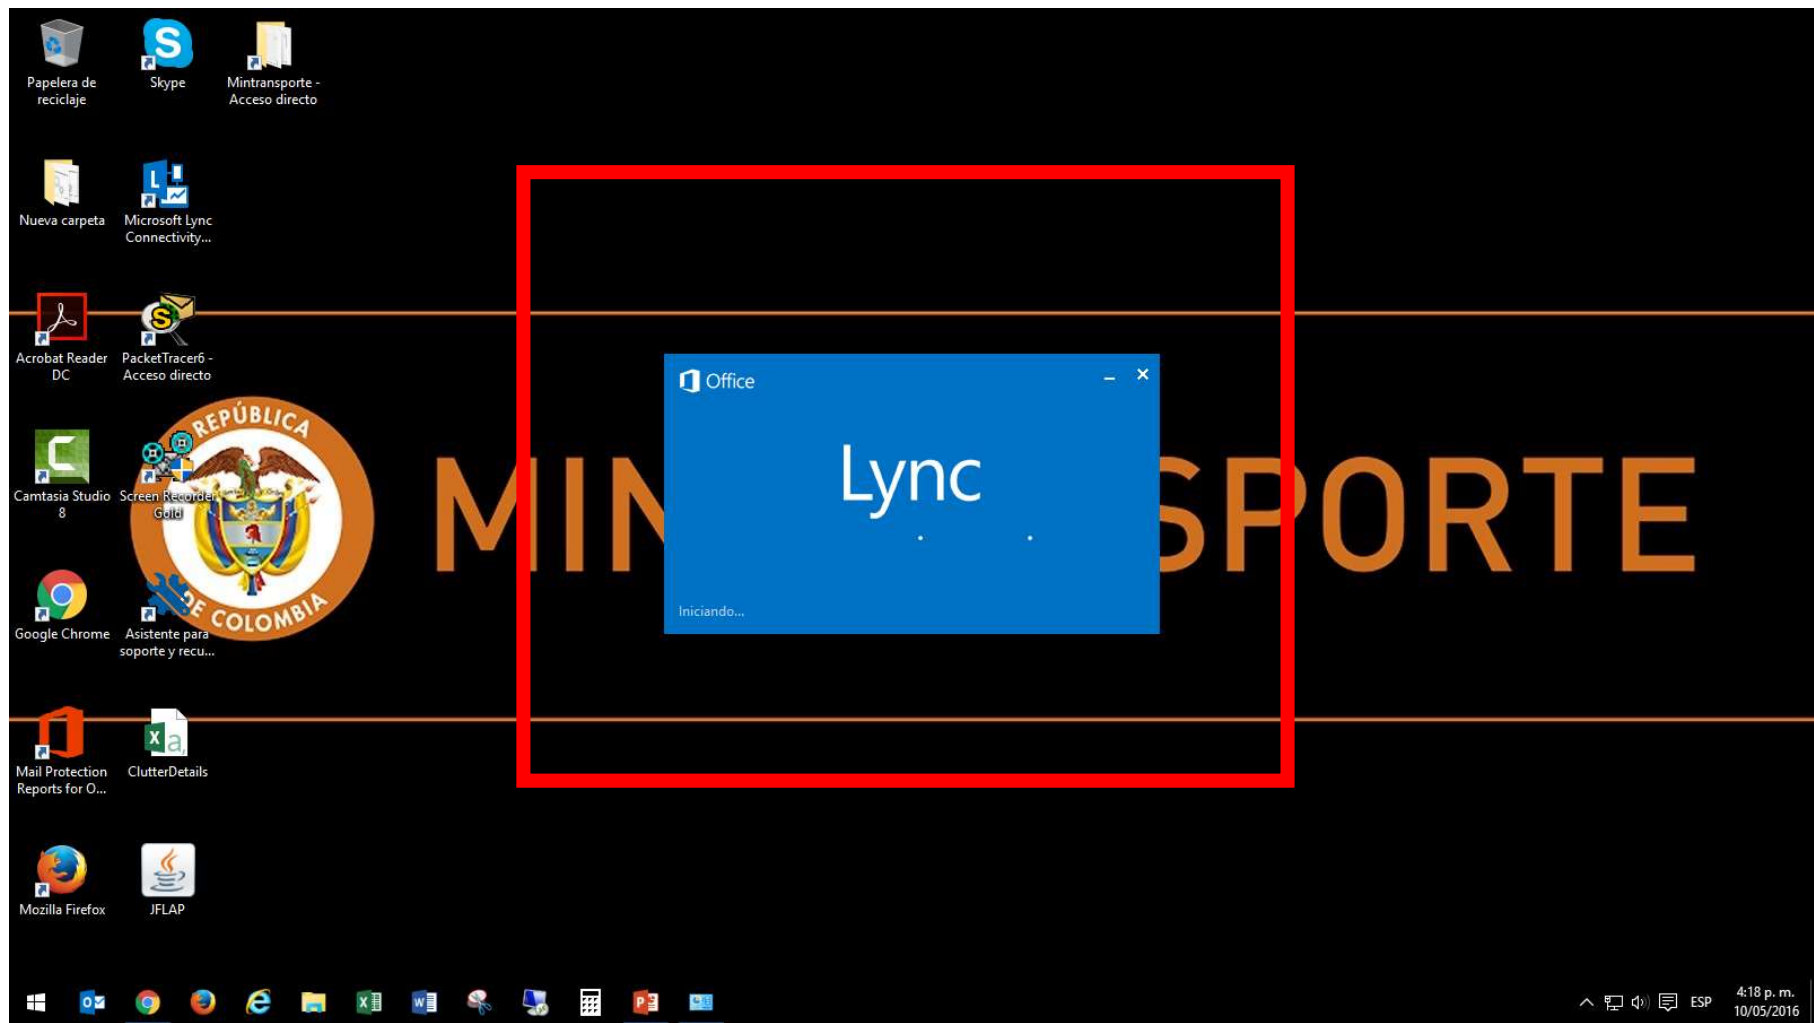 Papelera de
reciclaje
Skype
Mintransporte -
Acceso directo
Nueva carpeta
Microsoft Lync
Connectivity...
Acrobat Reader
DC
PacketTracer6 -
Acceso directo
Camtasia Studio
8
Screen Recorder
Gold
Google Chrome
Asistente para
soporte y recu...
Mail Protection
Reports for O...
ClutterDetails
Mozilla Firefox
JFLAP
REPÚBLICA
DE COLOMBIA
MIN
SPORTE
Office
Lync
Iniciando...
ESP
4:18 p. m.
10/05/2016